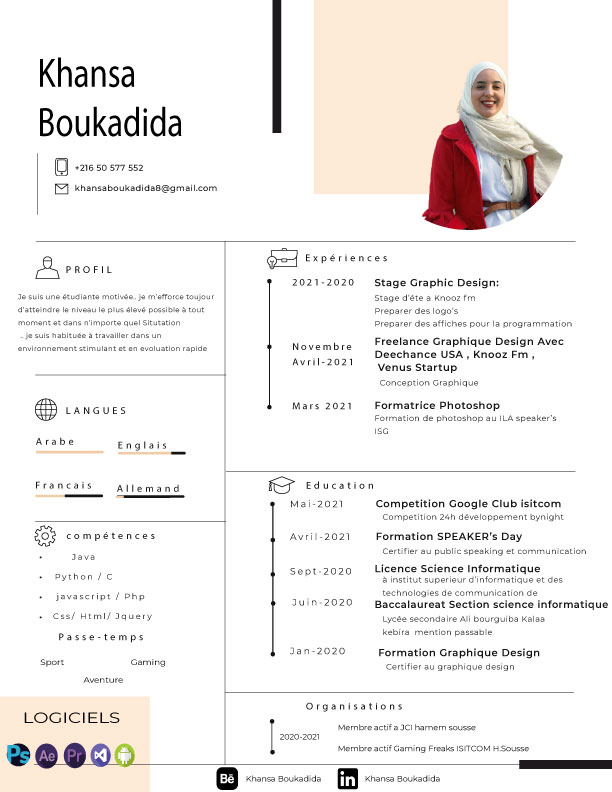 Khansa
Boukadida
+216 50 577 552
khansaboukadida8@gmail.com
PROFIL
Je suis une étudiante motivée.. je m'efforce toujour
d'atteindre le niveau le plus élevé possible à tout
moment et dans n'importe quel Situtation
.. je suis habituée à travailler dans un
environnement stimulant et en evoluation rapide
LANGUES
Arabe
Englais
Francais
Allemand
compétences
• Java
• Python / C
• javascript / Php
• Css/ Html/ Jquery
Passe-temps
Sport
Gaming
Aventure
LOGICIELS
Ps
Ae
Pr
Expériences
2021-2020
Stage Graphic Design:
Stage d'ête a Knooz fm
Preparer des logo's
Preparer des affiches pour la programmation
Novembre
Avril-2021
Freelance Graphique Design Avec
Deechance USA , Knooz Fm ,
Venus Startup
Conception Graphique
Mars 2021
Formatrice Photoshop
Formation de photoshop au ILA speaker's
ISG
Education
Mai-2021
Competition Google Club isitcom
Competition 24h développement bynight
Avril-2021
Formation SPEAKER's Day
Certifier au public speaking et communication
Sept-2020
Licence Science Informatique
à institut superieur d'informatique et des
technologies de communication de
Juin-2020
Baccalaureat Section science informatique
Lycée secondaire Ali bourguiba Kalaa
kebira mention passable
Jan-2020
Formation Graphique Design
Certifier au graphique design
Organisations
2020-2021
Membre actif a JCI hamem sousse
Membre actif Gaming Freaks ISITCOM H.Sousse
Bē
Khansa Boukadida
in
Khansa Boukadida